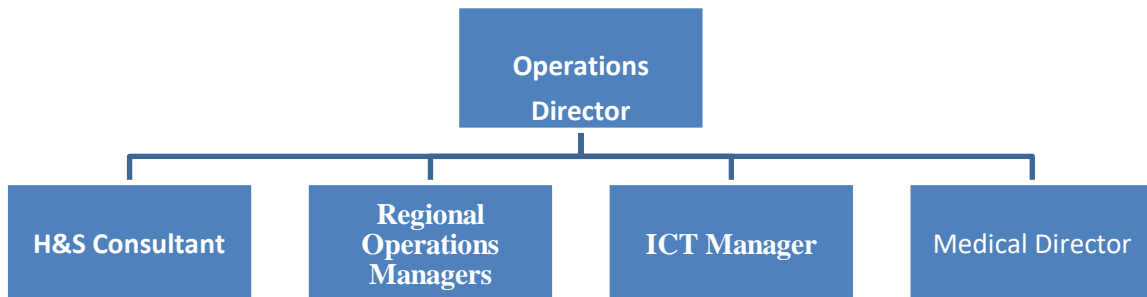 Operations
Director
H&S Consultant
Regional
Operations
Managers
ICT Manager
Medical Director